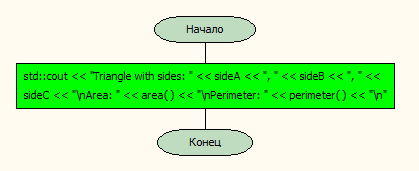 Начало
std::cout << "Triangle with sides: " << sideA << ", " << sideB << ", " <<
sideC << "\nArea: " << area() << "\nPerimeter: " << perimeter() << "\n"
Конец